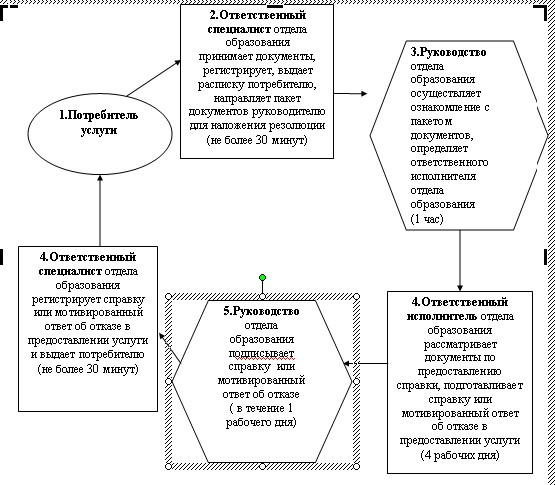 1.Потребитель
услуги
2.Ответственный
специалист отдела
образования
принимает документы,
регистрирует, выдает
расписку потребителю,
направляет пакет
документов руководителю
для наложения резолюции
(не более 30 минут)
3.Руководство
отдела
образования
осуществляет
ознакомление с
пакетом
документов,
определяет
ответственного
исполнителя
отдела
образования
(1 час)
4.Ответственный
исполнитель отдела
образования
рассматривает
документы по
предоставлению
справки, подготавливает
справку или
мотивированный ответ
об отказе в
предоставлении услуги
(4 рабочих дня)
5.Руководство
отдела
образования
подписывает
справку или
мотивированный
ответ об отказе
( в течение 1
рабочего дня)
4.Ответственный
специалист отдела
образования
регистрирует справку
или мотивированный
ответ об отказе в
предоставлении услуги
и выдает потребителю
(не более 30 минут)